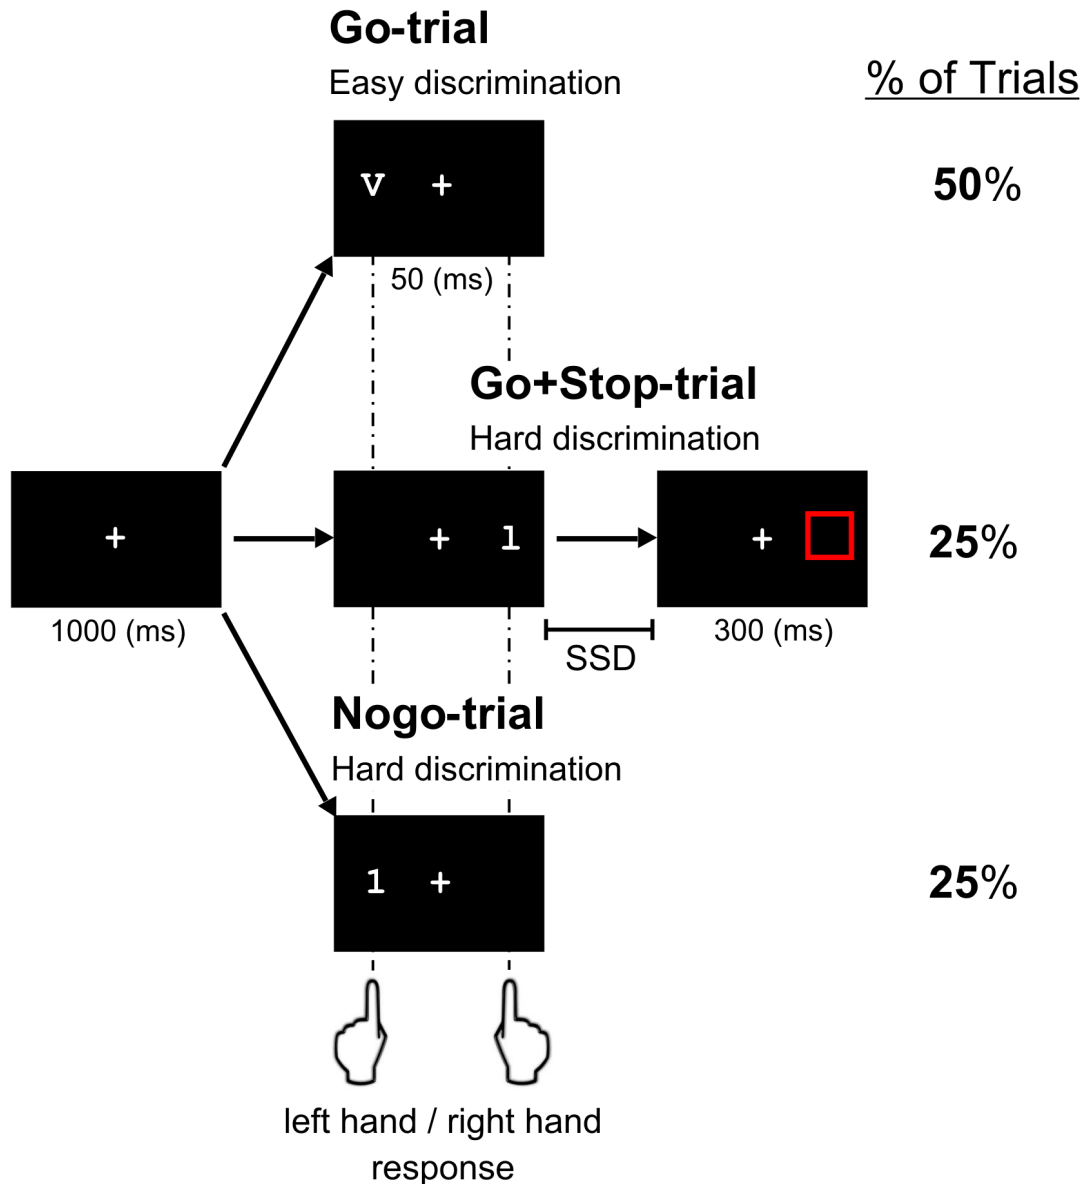 Go-trial
Easy discrimination
% of Trials
v +
50%
50 (ms)
Go+Stop-trial
Hard discrimination
+
+ l
+
25%
1000 (ms)
SSD
300 (ms)
Nogo-trial
Hard discrimination
1 +
25%
left hand / right hand
response